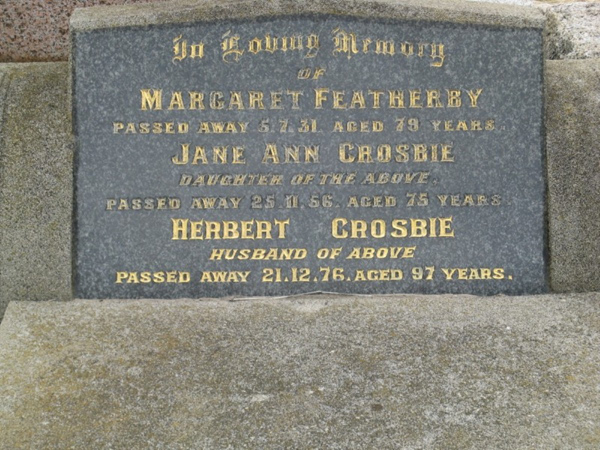 In Loving Memory
OF
MARGARET FEATHERBY
PASSED AWAY 5.7.31. AGED 79 YEARS.
JANE ANN CROSBIE
DAUGHTER OF THE ABOVE.
PASSED AWAY 25.11.56. AGED 75 YEARS.
HERBERT CROSBIE
HUSBAND OF ABOVE
PASSED AWAY 21.12.76. AGED 97 YEARS.